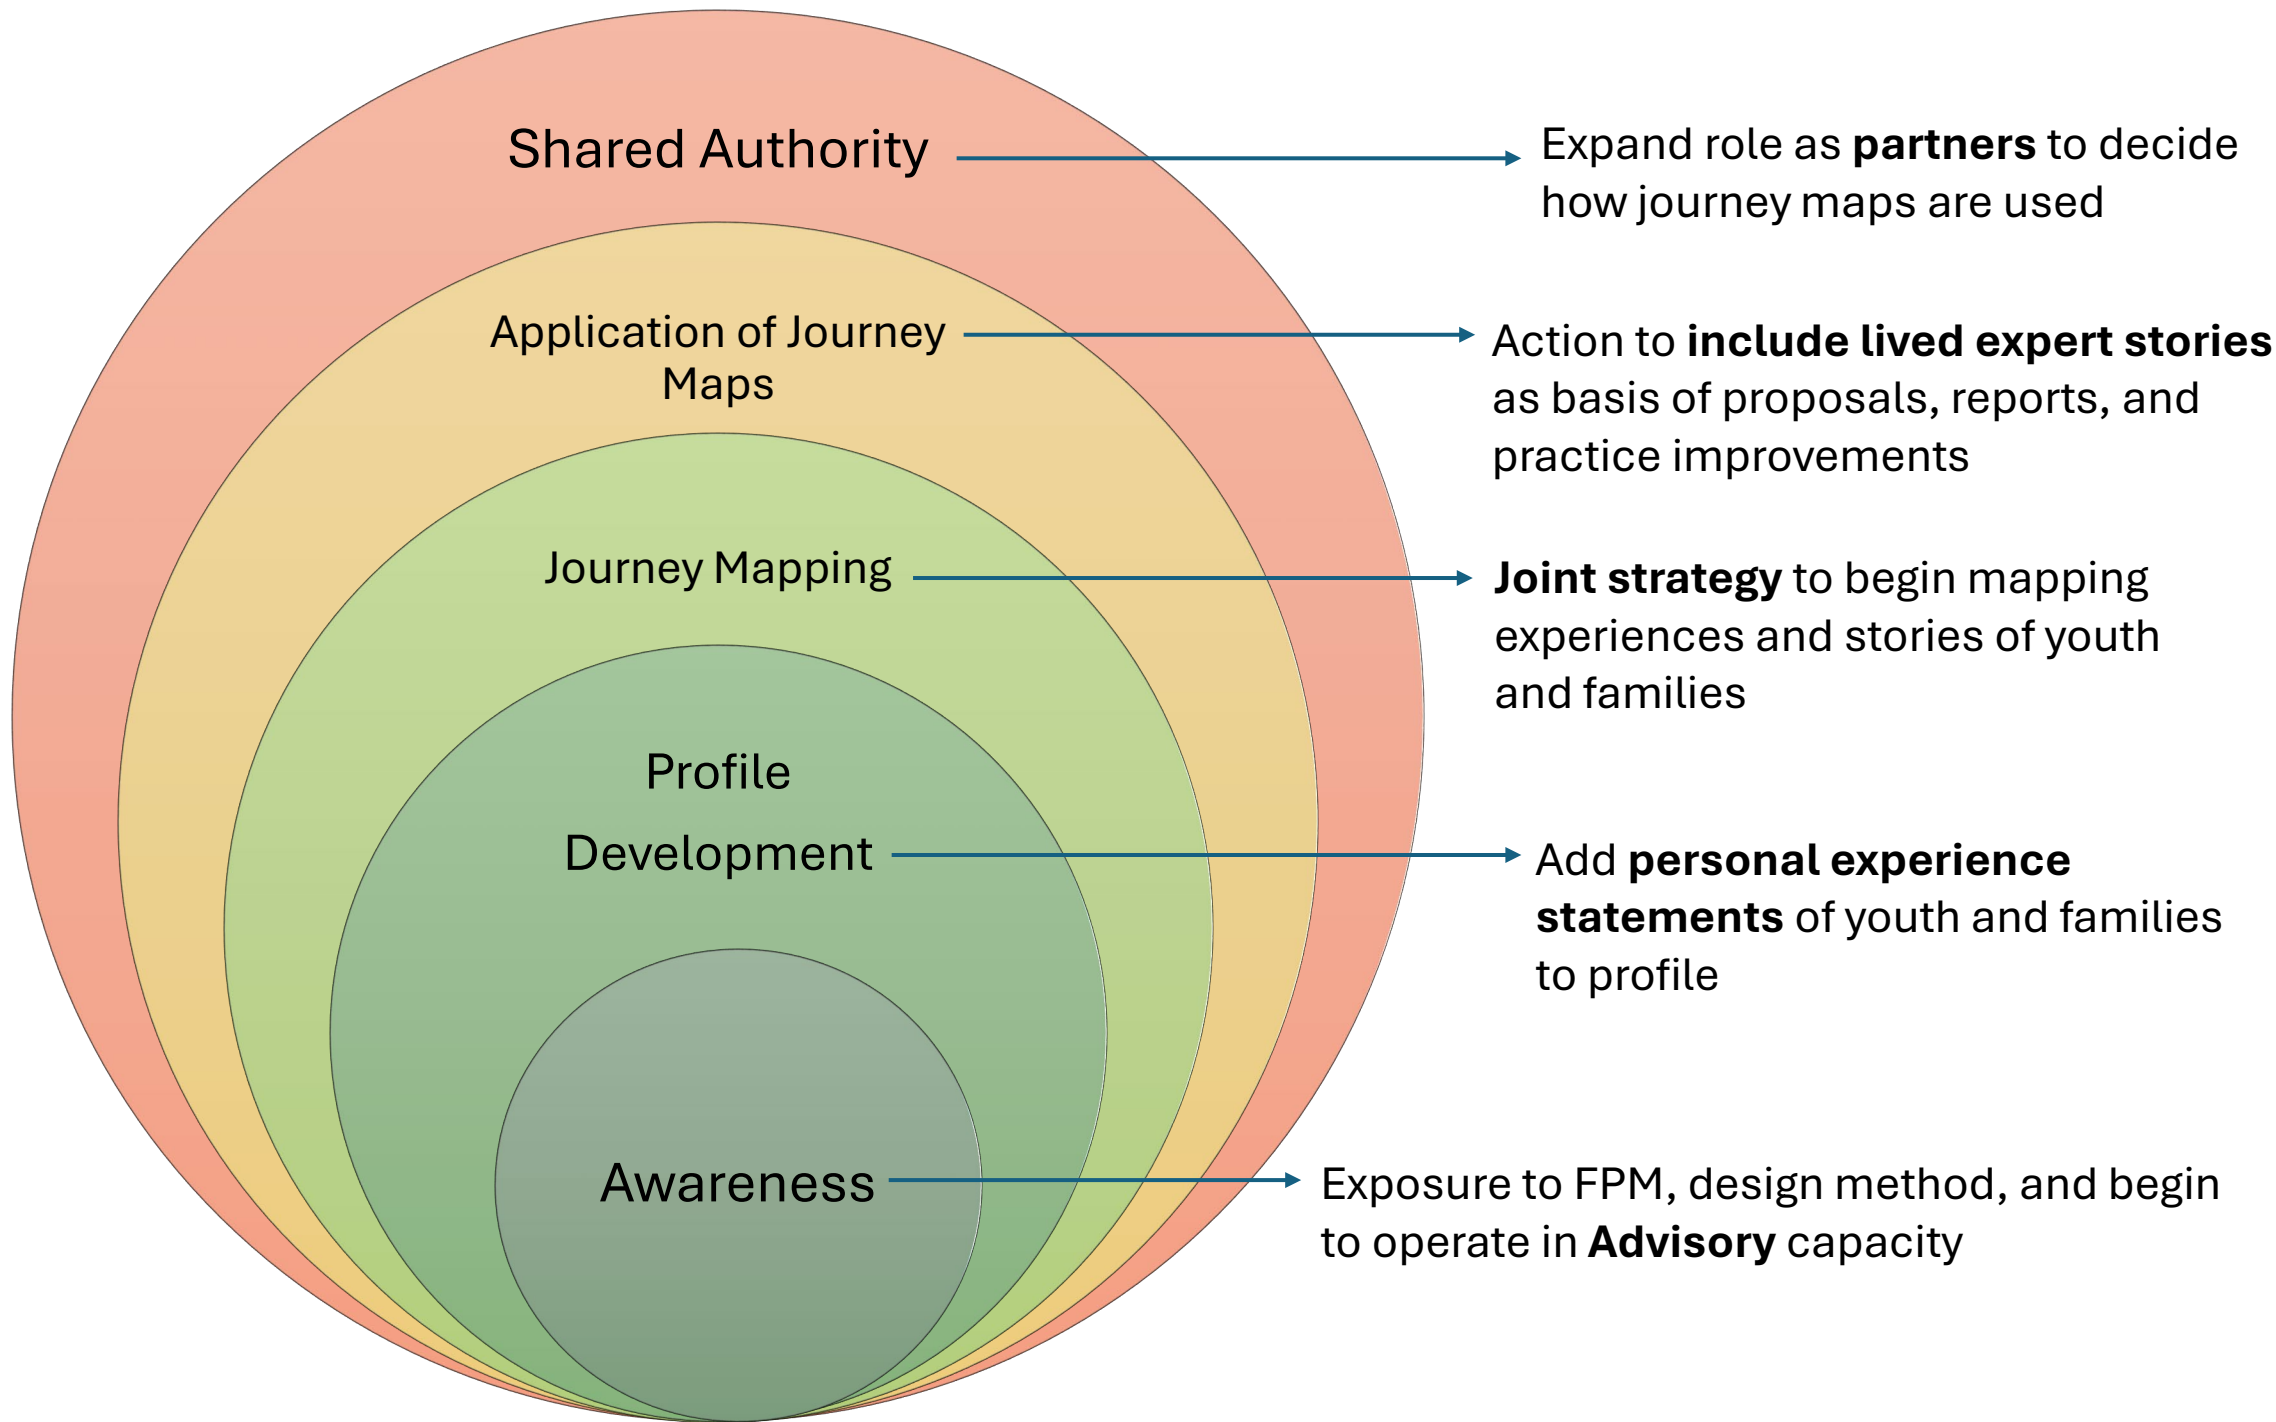 Shared Authority
Expand role as partners to decide
how journey maps are used
Application of Journey
Maps
Action to include lived expert stories
as basis of proposals, reports, and
practice improvements
Journey Mapping
Joint strategy to begin mapping
experiences and stories of youth
and families
Profile
Development
Add personal experience
statements of youth and families
to profile
Awareness
Exposure to FPM, design method, and begin
to operate in Advisory capacity